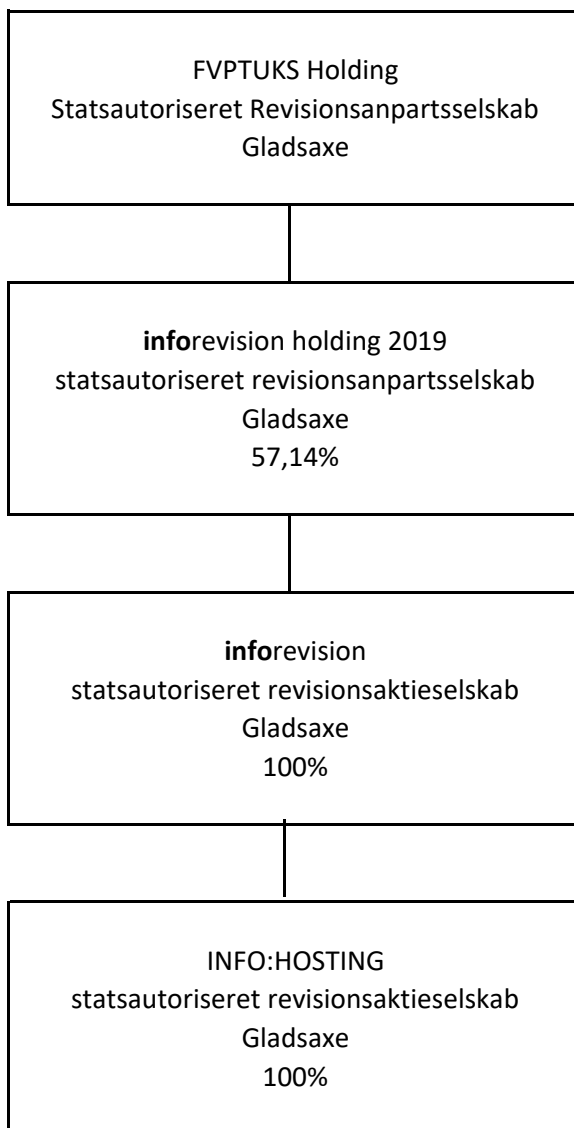 FVPTUKS Holding
Statsautoriseret Revisionsanpartsselskab
Gladsaxe
inforevision holding 2019
statsautoriseret revisionsanpartsselskab
Gladsaxe
57,14%
inforevision
statsautoriseret revisionsaktieselskab
Gladsaxe
100%
INFO:HOSTING
statsautoriseret revisionsaktieselskab
Gladsaxe
100%